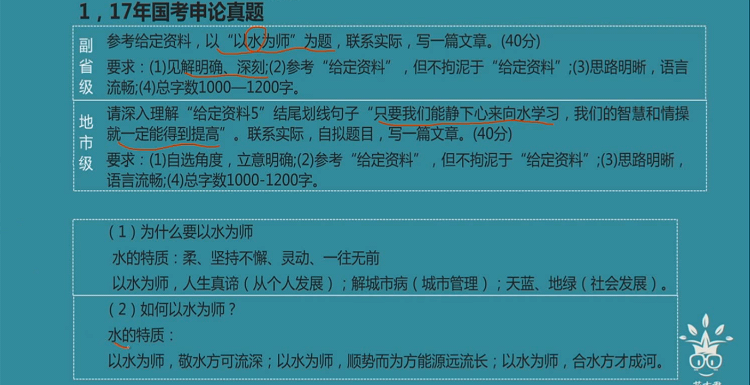 1，17年国考申论真题
副省级
参考给定资料，以“以水为师”为题，联系实际，写一篇文章。(40分)
要求：(1)见解明确、深刻;(2)参考“给定资料”，但不拘泥于“给定资料”;(3)思路明晰，语言
流畅;(4)总字数1000—1200字。
地市级
请深入理解“给定资料5”结尾划线句子“只要我们能静下心来向水学习，我们的智慧和情操
就一定能得到提高”。联系实际，自拟题目，写一篇文章。(40分)
要求：(1)自选角度，立意明确;(2)参考“给定资料”，但不拘泥于“给定资料”;(3)思路明晰，
语言流畅;(4)总字数1000-1200字。
（1）为什么要以水为师
水的特质：柔、坚持不懈、灵动、一往无前
以水为师，人生真谛（从个人发展）；解城市病（城市管理）；天蓝、地绿（社会发展）。
（2）如何以水为师？
水的特质：
以水为师，敬水方可流深；以水为师，顺势而为方能源远流长；以水为师，合水方才成河。